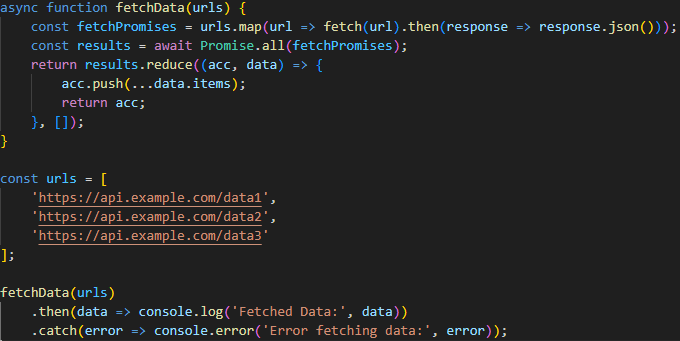 async function fetchData(urls) {
    const fetchPromises = urls.map(url => fetch(url).then(response => response.json()));
    const results = await Promise.all(fetchPromises);
    return results.reduce((acc, data) => {
        acc.push(...data.items);
        return acc;
    }, []);
}

const urls = [
    'https://api.example.com/data1',
    'https://api.example.com/data2',
    'https://api.example.com/data3'
];

fetchData(urls)
    .then(data => console.log('Fetched Data:', data))
    .catch(error => console.error('Error fetching data:', error));